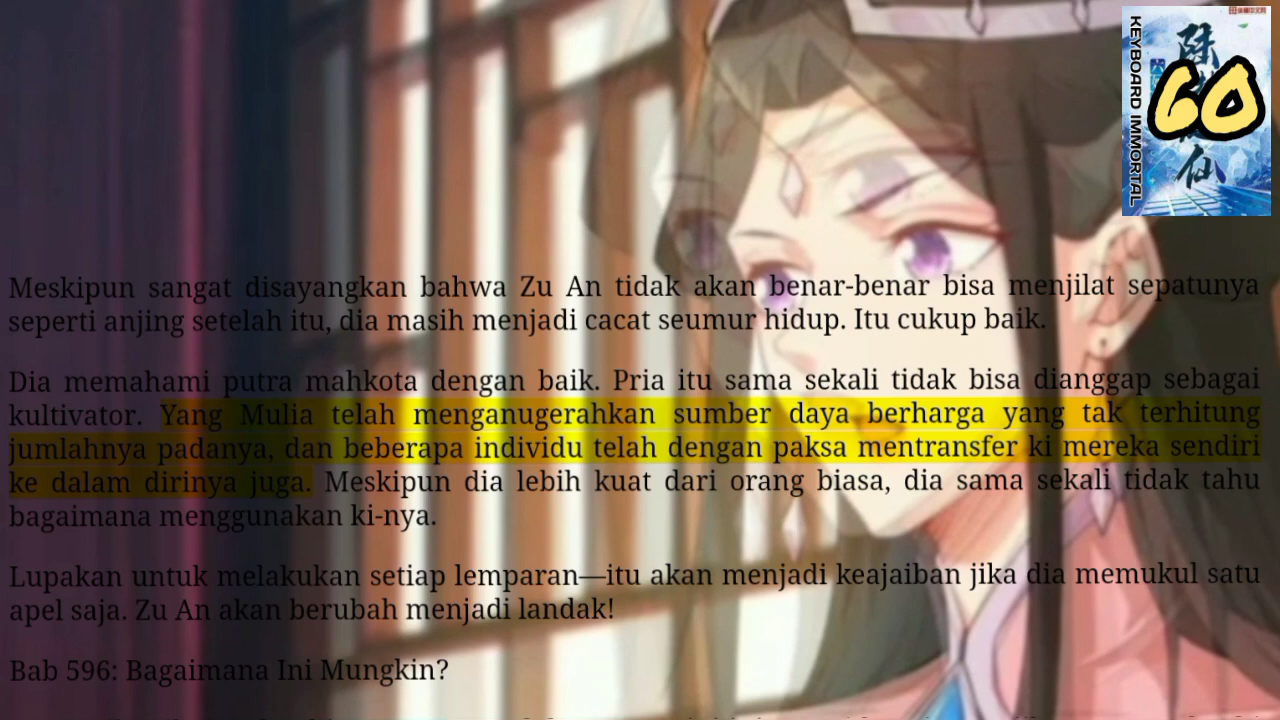 KEYBOARD IMMORTAL
60
仙
Meskipun sangat disayangkan bahwa Zu An tidak akan benar-benar bisa menjilat sepatunya
seperti anjing setelah itu, dia masih menjadi cacat seumur hidup. Itu cukup baik.
Dia memahami putra mahkota dengan baik. Pria itu sama sekali tidak bisa dianggap sebagai
kultivator. Yang Mulia telah menganugerahkan sumber daya berharga yang tak terhitung
jumlahnya padanya, dan beberapa individu telah dengan paksa mentransfer ki mereka sendiri
ke dalam dirinya juga. Meskipun dia lebih kuat dari orang biasa, dia sama sekali tidak tahu
bagaimana menggunakan ki-nya.
Lupakan untuk melakukan setiap lemparan—itu akan menjadi keajaiban jika dia memukul satu
apel saja. Zu An akan berubah menjadi landak!
Bab 596: Bagaimana Ini Mungkin?